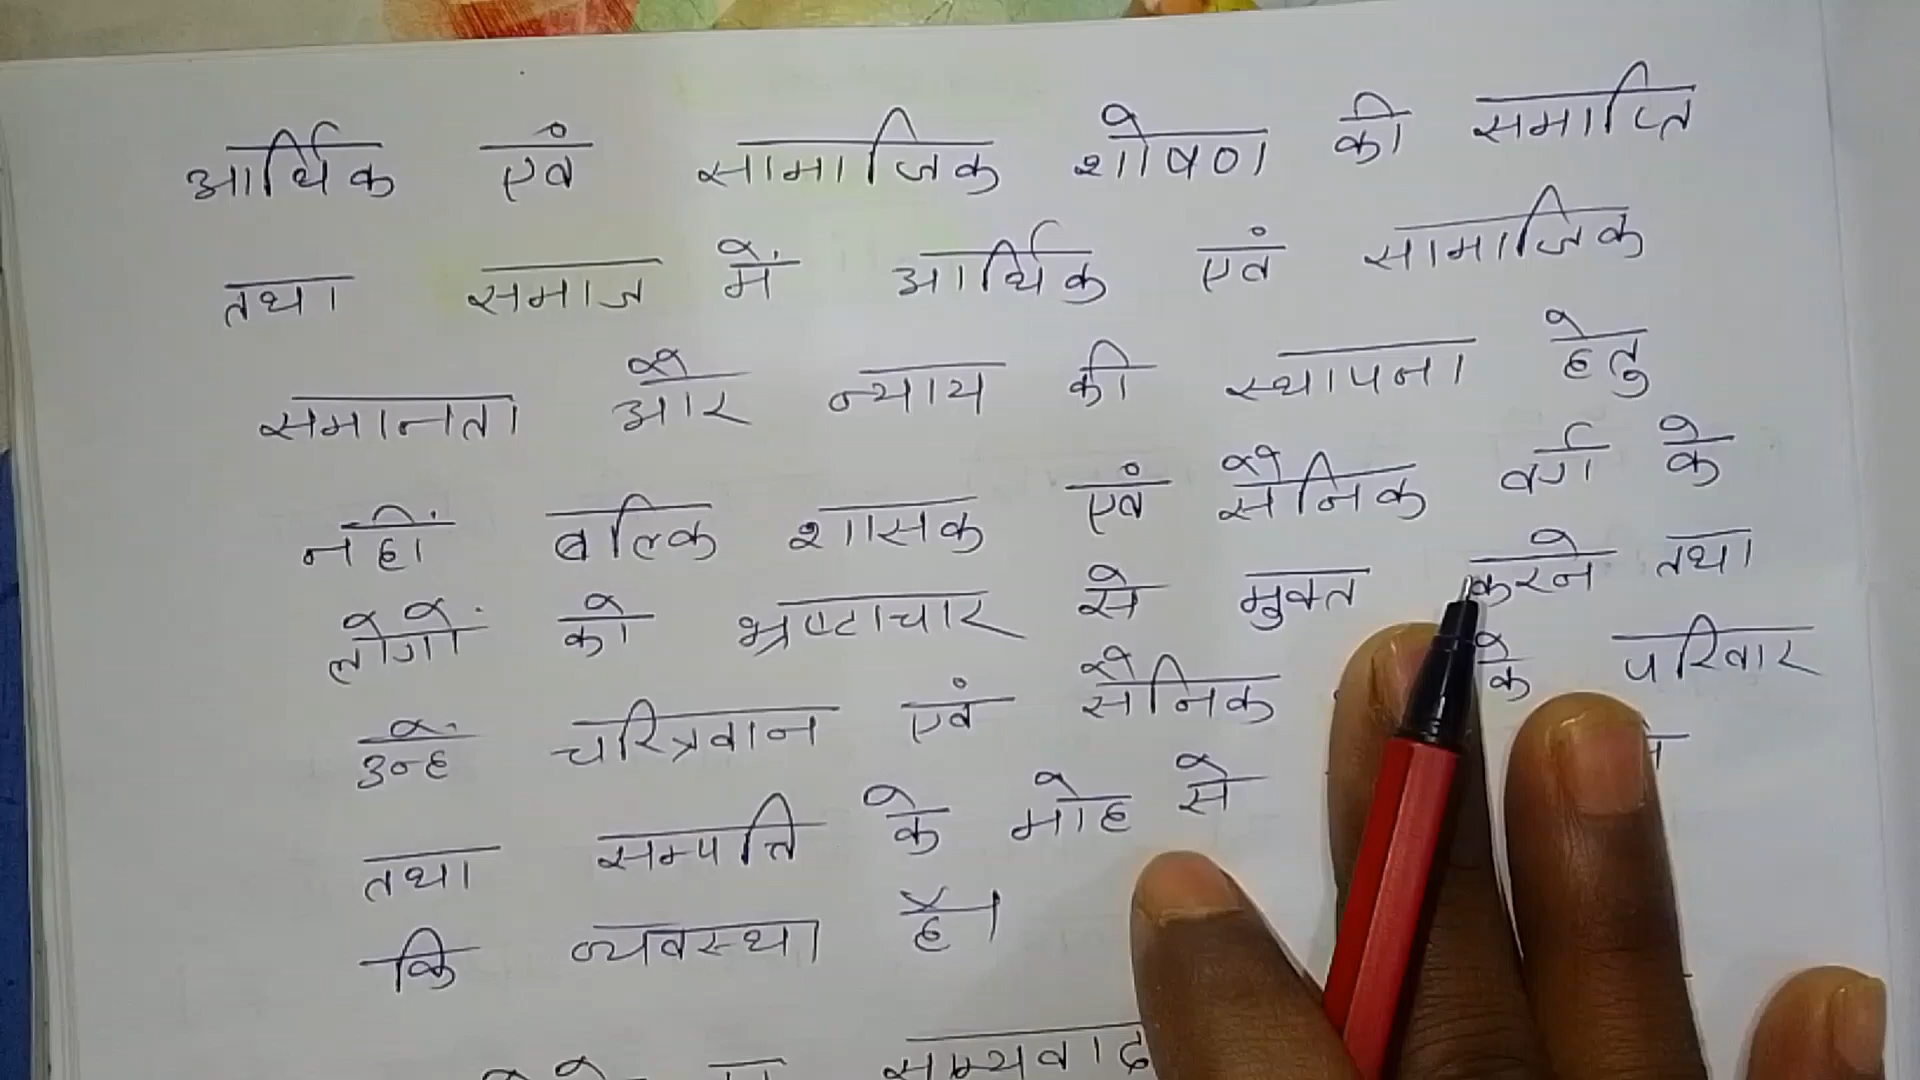 आर्थिक एवं सामाजिक शोषण की समाप्ति
तथा समाज में आर्थिक एवं सामाजिक
समानता और न्याय की स्थापना हेतु
नहीं बल्कि शासक एवं सैनिक वर्ग के
लोगों को भ्रष्टाचार से मुक्त करने तथा
उन्हें चरित्रवान एवं सैनिक के परिवार
तथा सम्पत्ति के मोह से
कि व्यवस्था है।
साम्यवाद